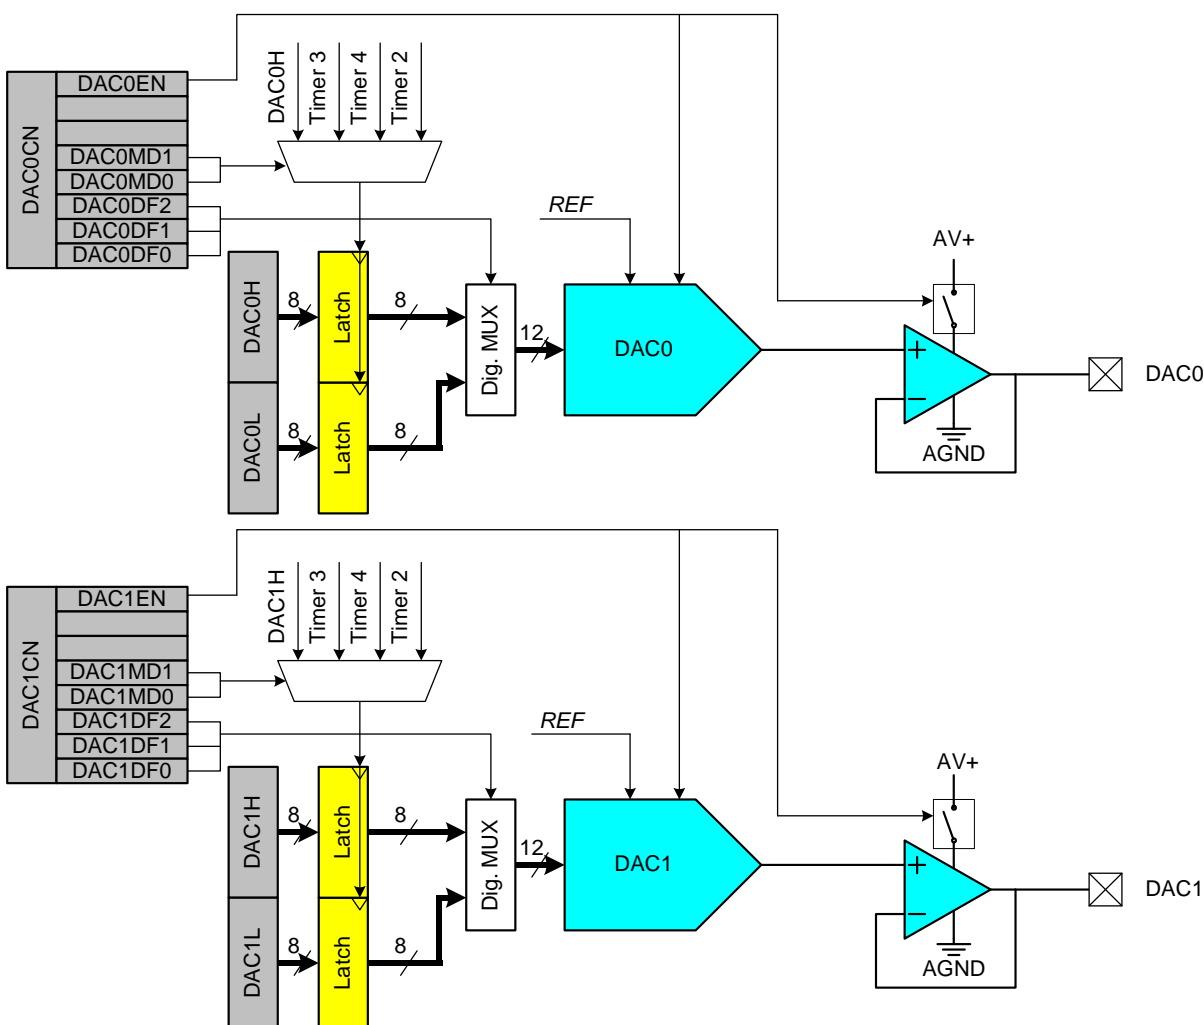 DAC0CN
DAC0EN
DAC0MD1
DAC0MD0
DAC0DF2
DAC0DF1
DAC0DF0
DAC0H
Timer 3
Timer 4
Timer 2
REF
AV+
DAC0H
8
Latch
8
Dig. MUX
12
DAC0
+
−
DAC0
AGND
DAC0L
8
Latch
8
DAC1CN
DAC1EN
DAC1MD1
DAC1MD0
DAC1DF2
DAC1DF1
DAC1DF0
DAC1H
Timer 3
Timer 4
Timer 2
REF
AV+
DAC1H
8
Latch
8
Dig. MUX
12
DAC1
+
−
DAC1
AGND
DAC1L
8
Latch
8